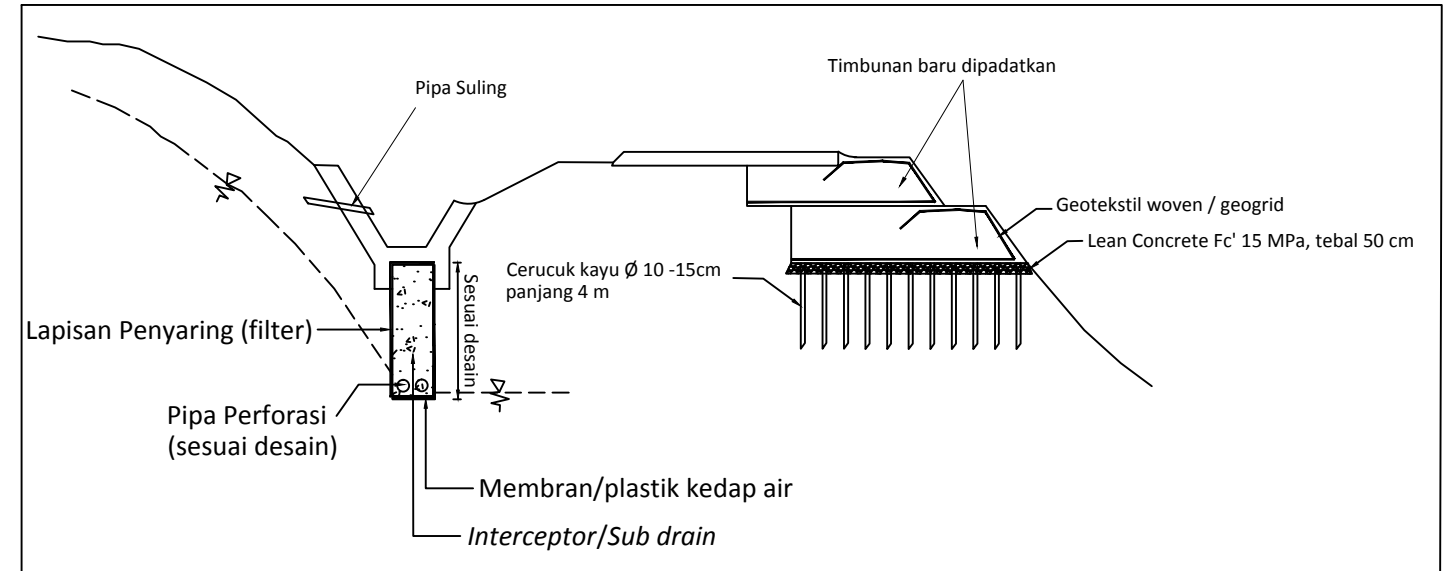 Pipa Suling
Timbunan baru dipadatkan
Geotekstil woven / geogrid
Lean Concrete Fc' 15 MPa, tebal 50 cm
Cerucuk kayu Ø 10 -15cm
panjang 4 m
Sesuai desain
Lapisan Penyaring (filter)
Pipa Perforasi
(sesuai desain)
Membran/plastik kedap air
Interceptor/Sub drain